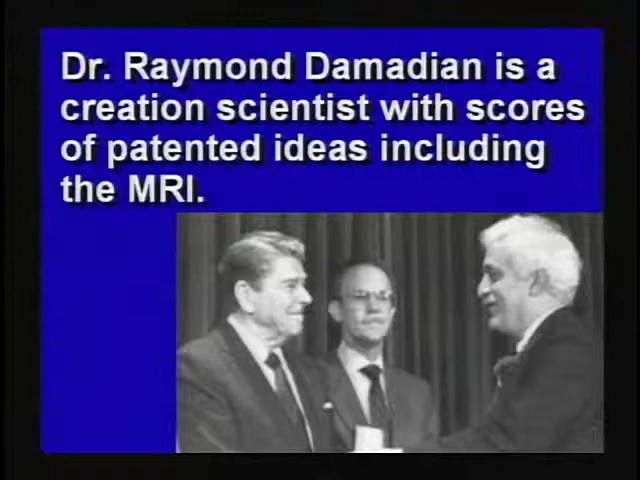 Dr. Raymond Damadian is a
creation scientist with scores
of patented ideas including
the MRI.